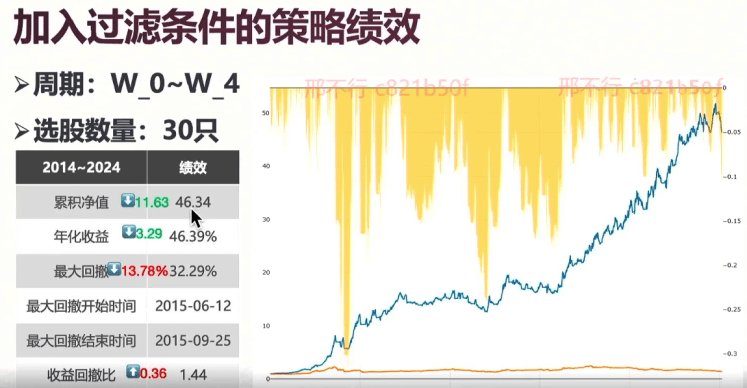 加入过滤条件的策略绩效
➢周期：W_0~W_4
➢选股数量：30只
2014~2024 绩效
累积净值 ⬇11.63 46.34
年化收益 ⬇3.29 46.39%
最大回撤⬇13.78% 32.29%
最大回撤开始时间 2015-06-12
最大回撤结束时间 2015-09-25
收益回撤比 ⬆0.36 1.44
邢不行 c821b50f
邢不行 c821b50f
50
40
30
20
10
0
0
-0.05
-0.1
-0.15
-0.2
-0.25
-0.3